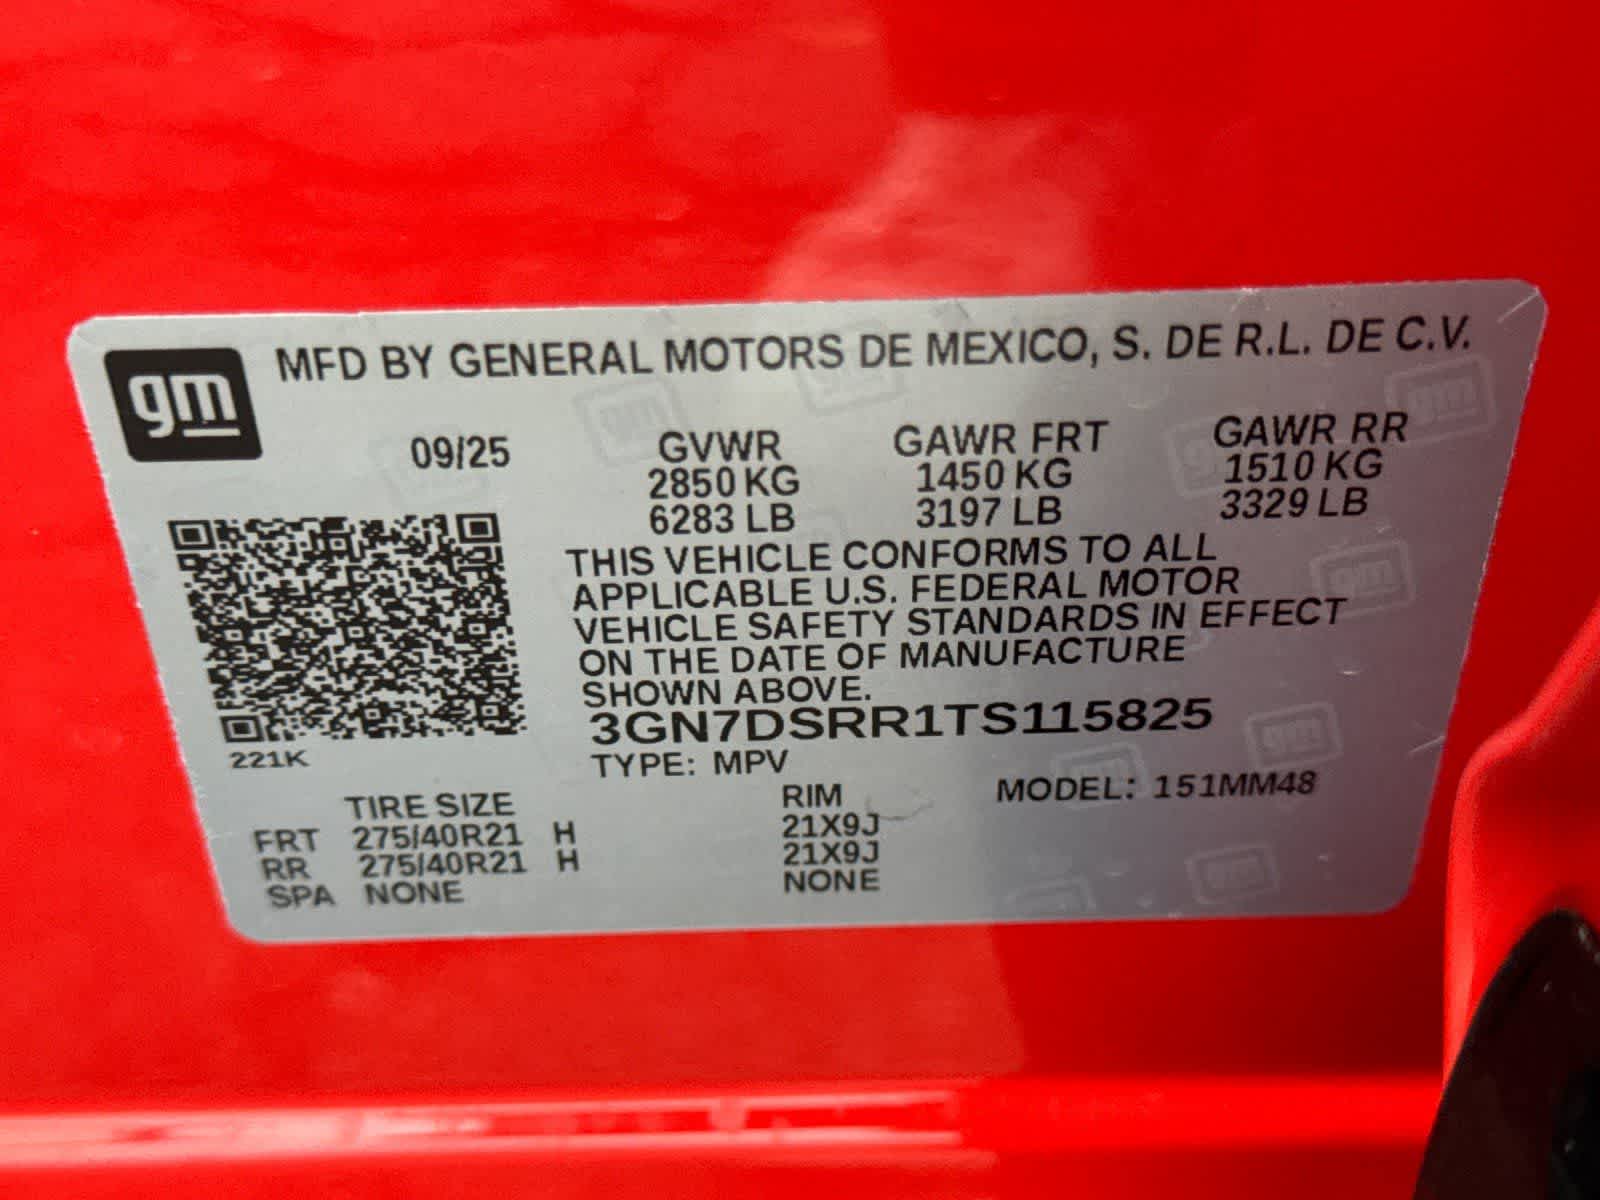 gm
MFD BY GENERAL MOTORS DE MEXICO, S. DE R.L. DE C.V.
09/25 GVWR GAWR FRT GAWR RR
2850 KG 1450 KG 1510 KG
6283 LB 3197 LB 3329 LB
THIS VEHICLE CONFORMS TO ALL
APPLICABLE U.S. FEDERAL MOTOR
VEHICLE SAFETY STANDARDS IN EFFECT
ON THE DATE OF MANUFACTURE
SHOWN ABOVE.
3GN7DSRR1TS115825
221K
TYPE: MPV
TIRE SIZE RIM MODEL: 151MM48
FRT 275/40R21 H 21X9J
RR 275/40R21 H 21X9J
SPA NONE NONE